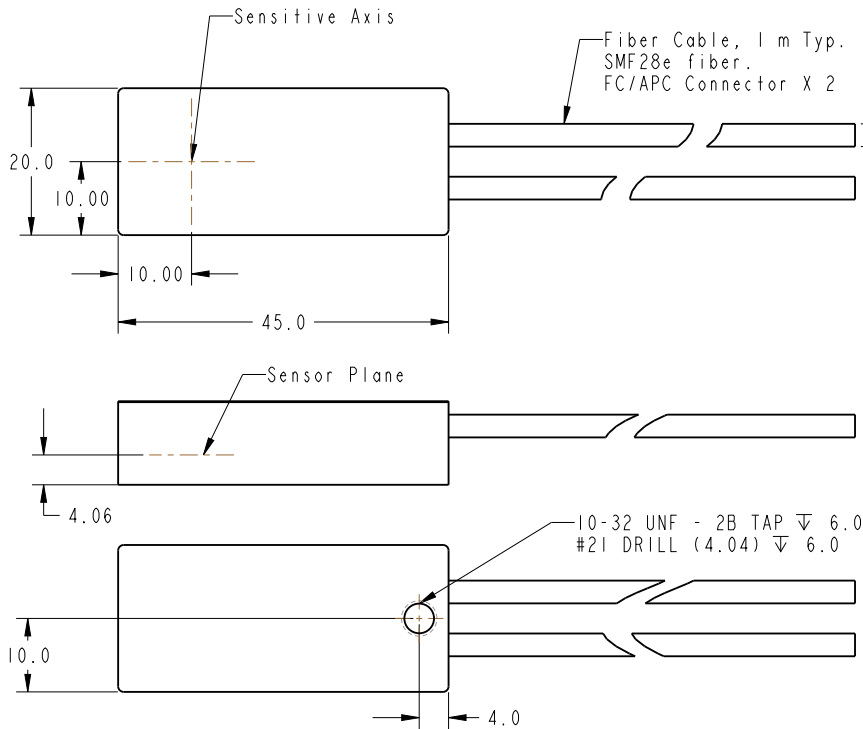 Sensitive Axis
Fiber Cable, 1 m Typ.
SMF28e fiber.
FC/APC Connector X 2
20.0
10.00
10.00
45.0
Sensor Plane
4.06
10-32 UNF - 2B TAP ↧ 6.0
#21 DRILL (4.04) ↧ 6.0
10.0
4.0